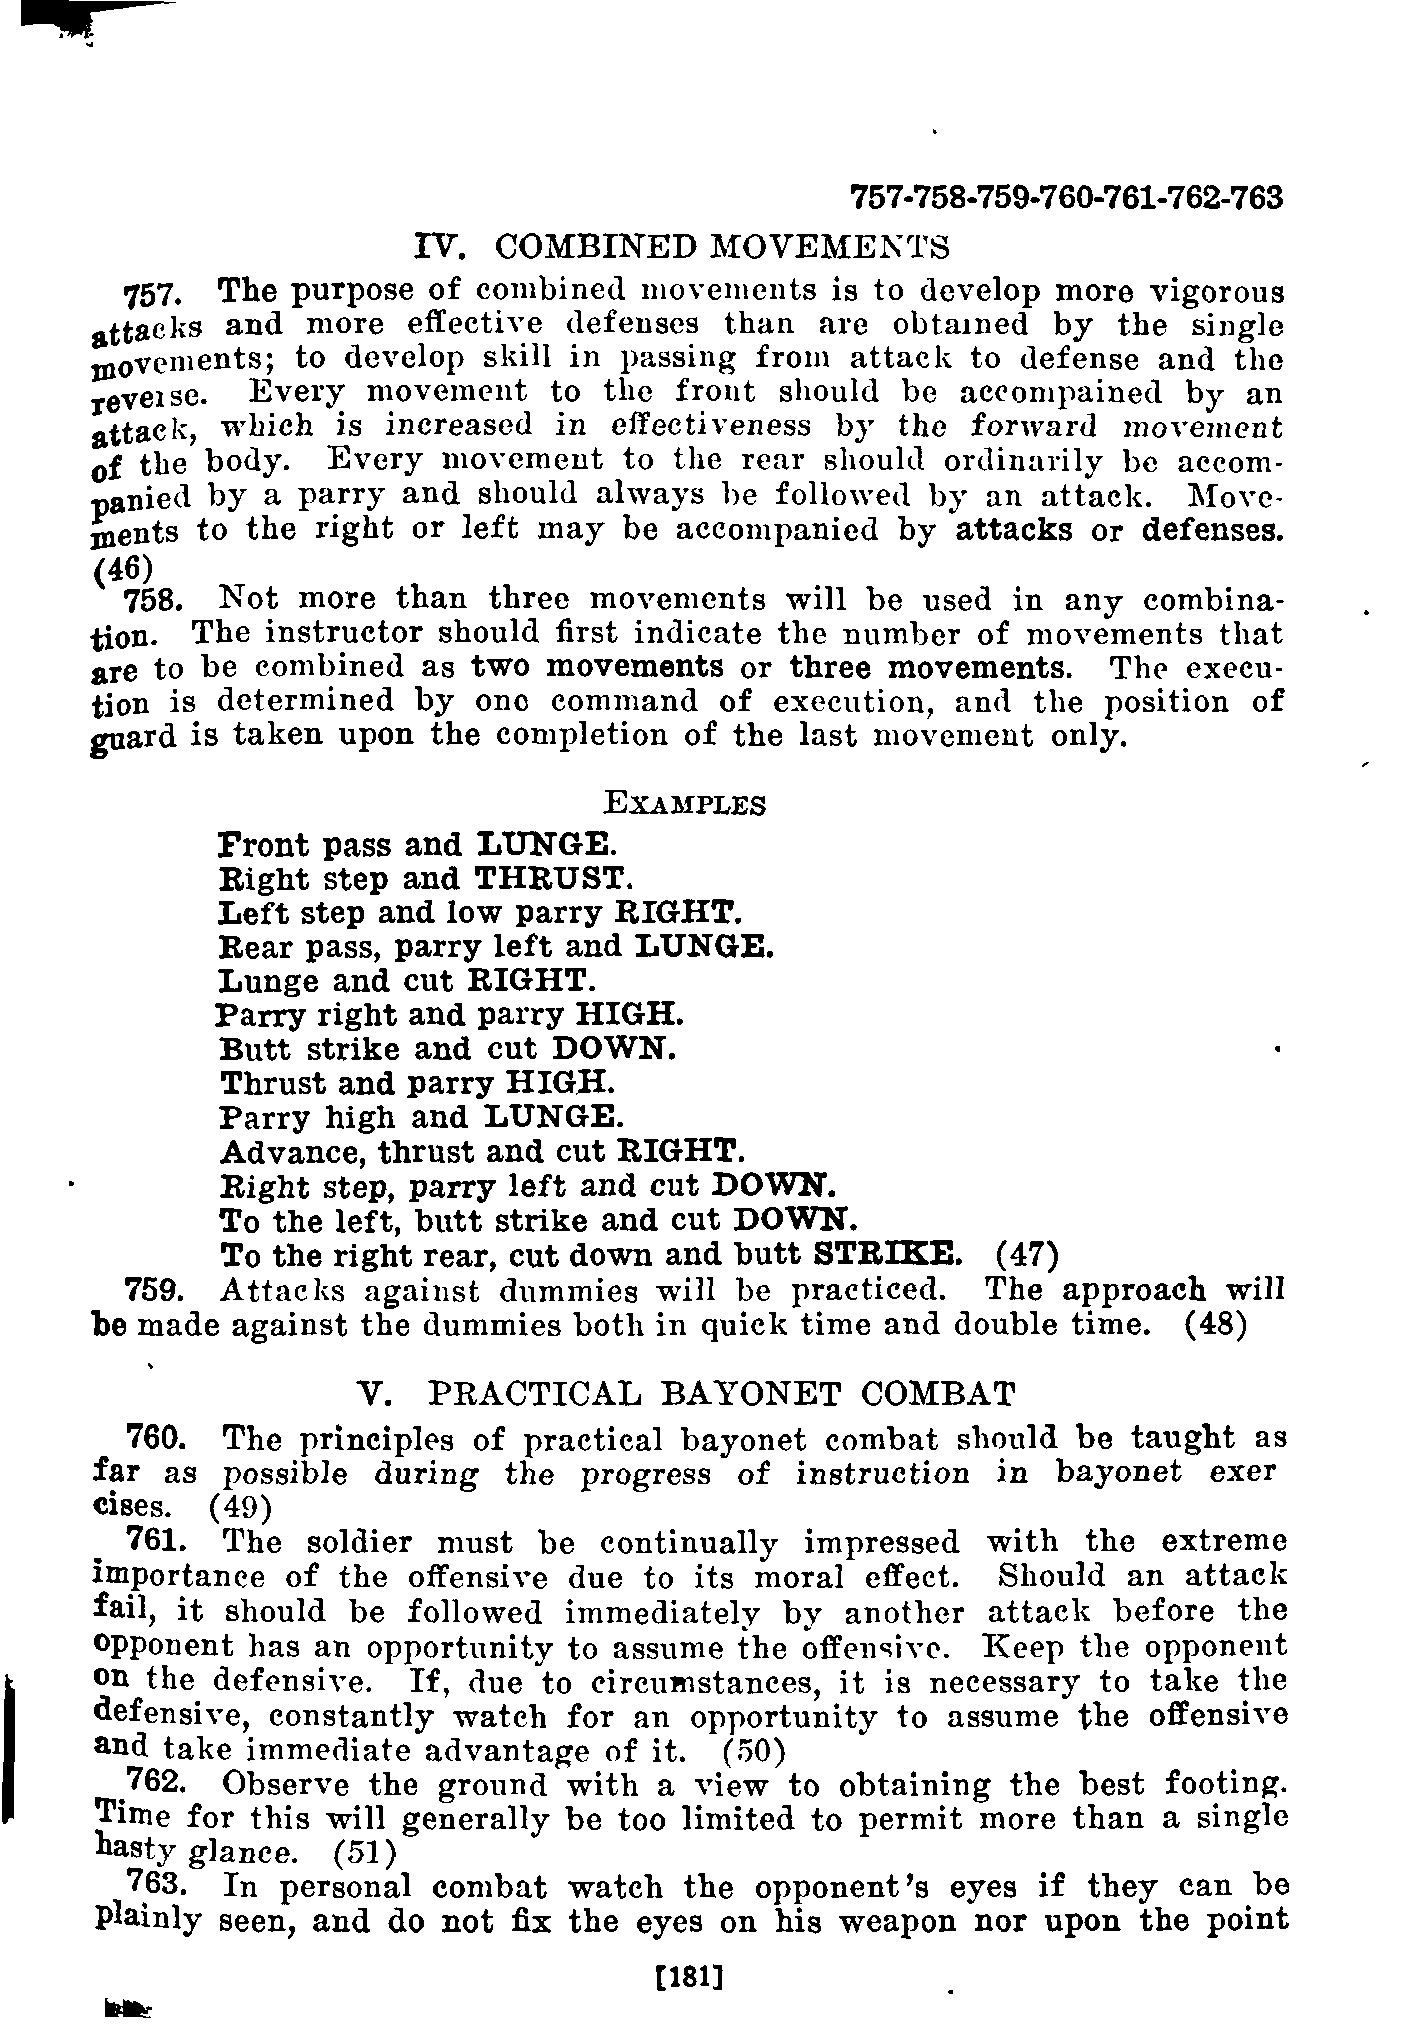 757-758-759-760-761-762-763
IV. COMBINED MOVEMENTS
757. The purpose of combined movements is to develop more vigorous
attacks and more effective defenses than are obtained by the single
movements; to develop skill in passing from attack to defense and the
reverse. Every movement to the front should be accompained by an
attack, which is increased in effectiveness by the forward movement
of the body. Every movement to the rear should ordinarily be accom-
panied by a parry and should always be followed by an attack. Move-
ments to the right or left may be accompanied by attacks or defenses.
(46)
758. Not more than three movements will be used in any combina-
tion. The instructor should first indicate the number of movements that
are to be combined as two movements or three movements. The execu-
tion is determined by one command of execution, and the position of
guard is taken upon the completion of the last movement only.
EXAMPLES
Front pass and LUNGE.
Right step and THRUST.
Left step and low parry RIGHT.
Rear pass, parry left and LUNGE.
Lunge and cut RIGHT.
Parry right and parry HIGH.
Butt strike and cut DOWN.
Thrust and parry HIGH.
Parry high and LUNGE.
Advance, thrust and cut RIGHT.
Right step, parry left and cut DOWN.
To the left, butt strike and cut DOWN.
To the right rear, cut down and butt STRIKE. (47)
759. Attacks against dummies will be practiced. The approach will
be made against the dummies both in quick time and double time. (48)
V. PRACTICAL BAYONET COMBAT
760. The principles of practical bayonet combat should be taught as
far as possible during the progress of instruction in bayonet exer
cises. (49)
761. The soldier must be continually impressed with the extreme
importance of the offensive due to its moral effect. Should an attack
fail, it should be followed immediately by another attack before the
opponent has an opportunity to assume the offensive. Keep the opponent
on the defensive. If, due to circumstances, it is necessary to take the
defensive, constantly watch for an opportunity to assume the offensive
and take immediate advantage of it. (50)
762. Observe the ground with a view to obtaining the best footing.
Time for this will generally be too limited to permit more than a single
hasty glance. (51)
763. In personal combat watch the opponent's eyes if they can be
plainly seen, and do not fix the eyes on his weapon nor upon the point
[181]